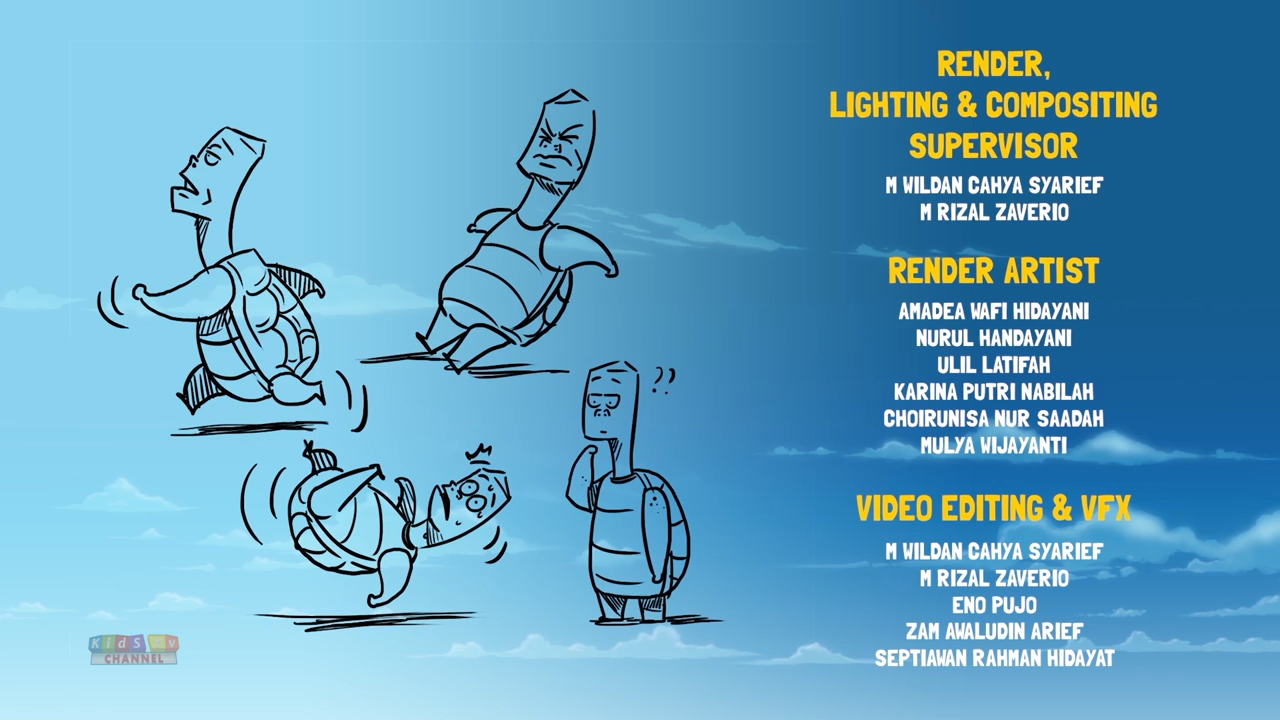 RENDER,
LIGHTING & COMPOSITING
SUPERVISOR
M WILDAN CAHYA SYARIEF
M RIZAL ZAVERIO
RENDER ARTIST
AMADEA WAFI HIDAYANI
NURUL HANDAYANI
ULIL LATIFAH
KARINA PUTRI NABILAH
CHOIRUNISA NUR SAADAH
MULYA WIJAYANTI
VIDEO EDITING & VFX
M WILDAN CAHYA SYARIEF
M RIZAL ZAVERIO
ENO PUJO
ZAM AWALUDIN ARIEF
SEPTIAWAN RAHMAN HIDAYAT
??
KidsTv
CHANNEL